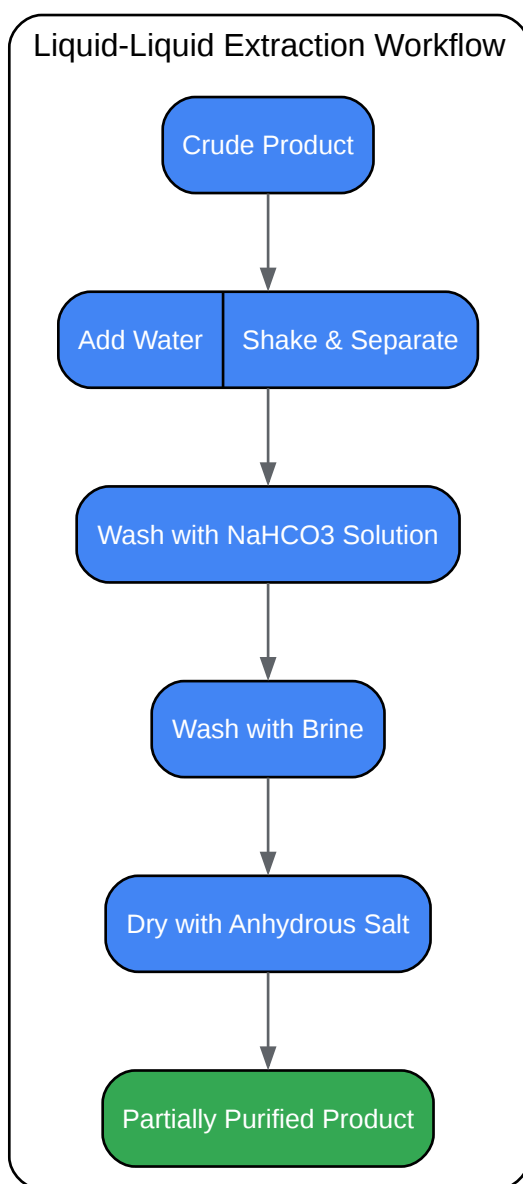 Liquid-Liquid Extraction Workflow
Crude Product
Add Water
Shake & Separate
Wash with NaHCO3 Solution
Wash with Brine
Dry with Anhydrous Salt
Partially Purified Product